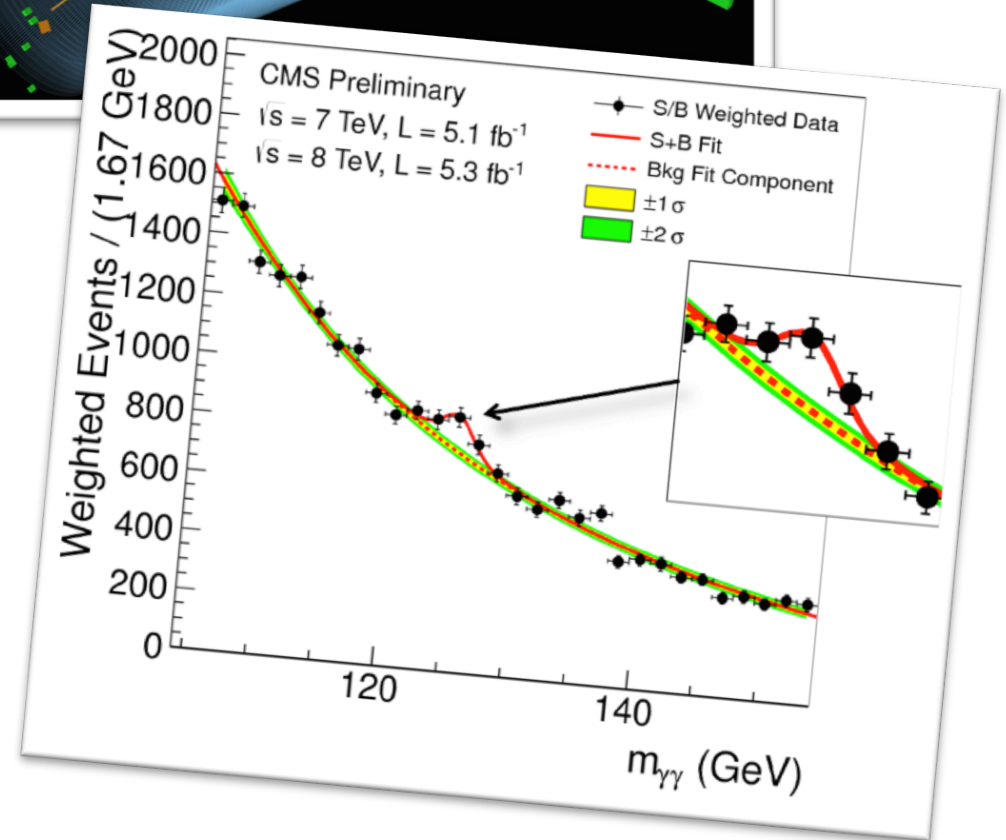 CMS Preliminary
√s = 7 TeV, L = 5.1 fb⁻¹
√s = 8 TeV, L = 5.3 fb⁻¹
S/B Weighted Data
S+B Fit
Bkg Fit Component
±1 σ
±2 σ
Weighted Events / (1.67 GeV)
2000
1800
1600
1400
1200
1000
800
600
400
200
0
120
140
mγγ (GeV)